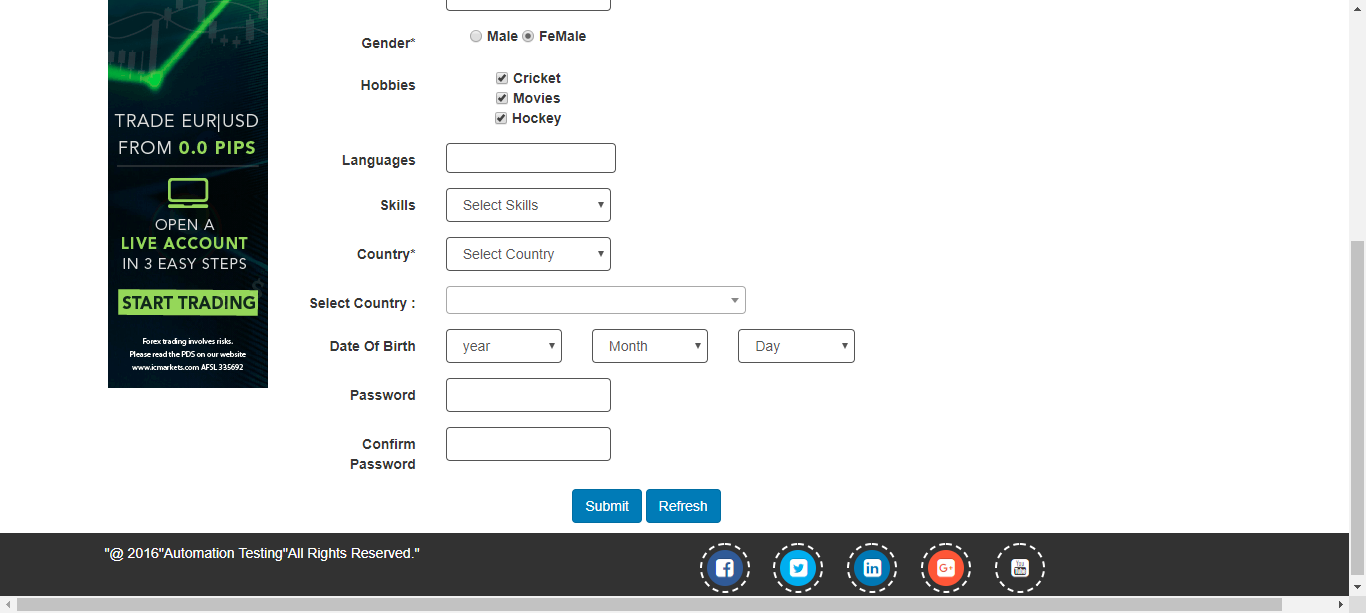 TRADE EUR|USD
FROM 0.0 PIPS
OPEN A
LIVE ACCOUNT
IN 3 EASY STEPS
START TRADING
Forex trading involves risks.
Please read the PDS on our website
www.icmarkets.com AFSL 335692
Gender* Male FeMale
Hobbies Cricket
Movies
Hockey
Languages
Skills Select Skills
Country* Select Country
Select Country :
Date Of Birth year Month Day
Password
Confirm
Password
Submit Refresh
"@ 2016"Automation Testing"All Rights Reserved."
f in G+ You Tube